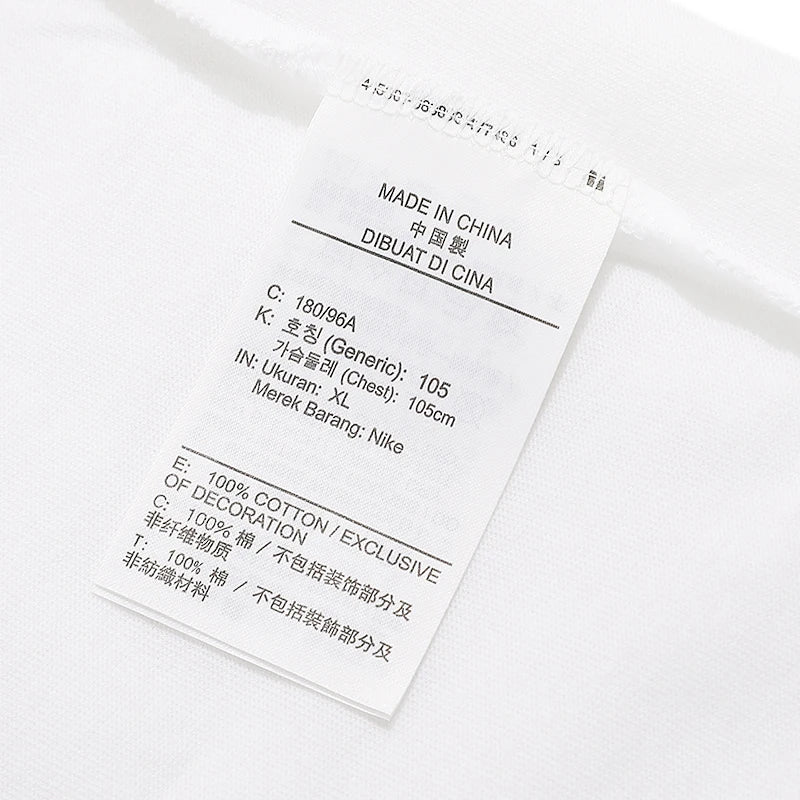 MADE IN CHINA
中国製
DIBUAT DI CINA
C: 180/96A
K: 호칭 (Generic): 105
가슴둘레 (Chest): 105cm
IN: Ukuran: XL
Merek Barang: Nike
E: 100% COTTON / EXCLUSIVE
OF DECORATION
C: 100% 棉 / 不包括装饰部分及
非纤维物质
T: 100% 棉 / 不包括裝飾部分及
非紡織材料